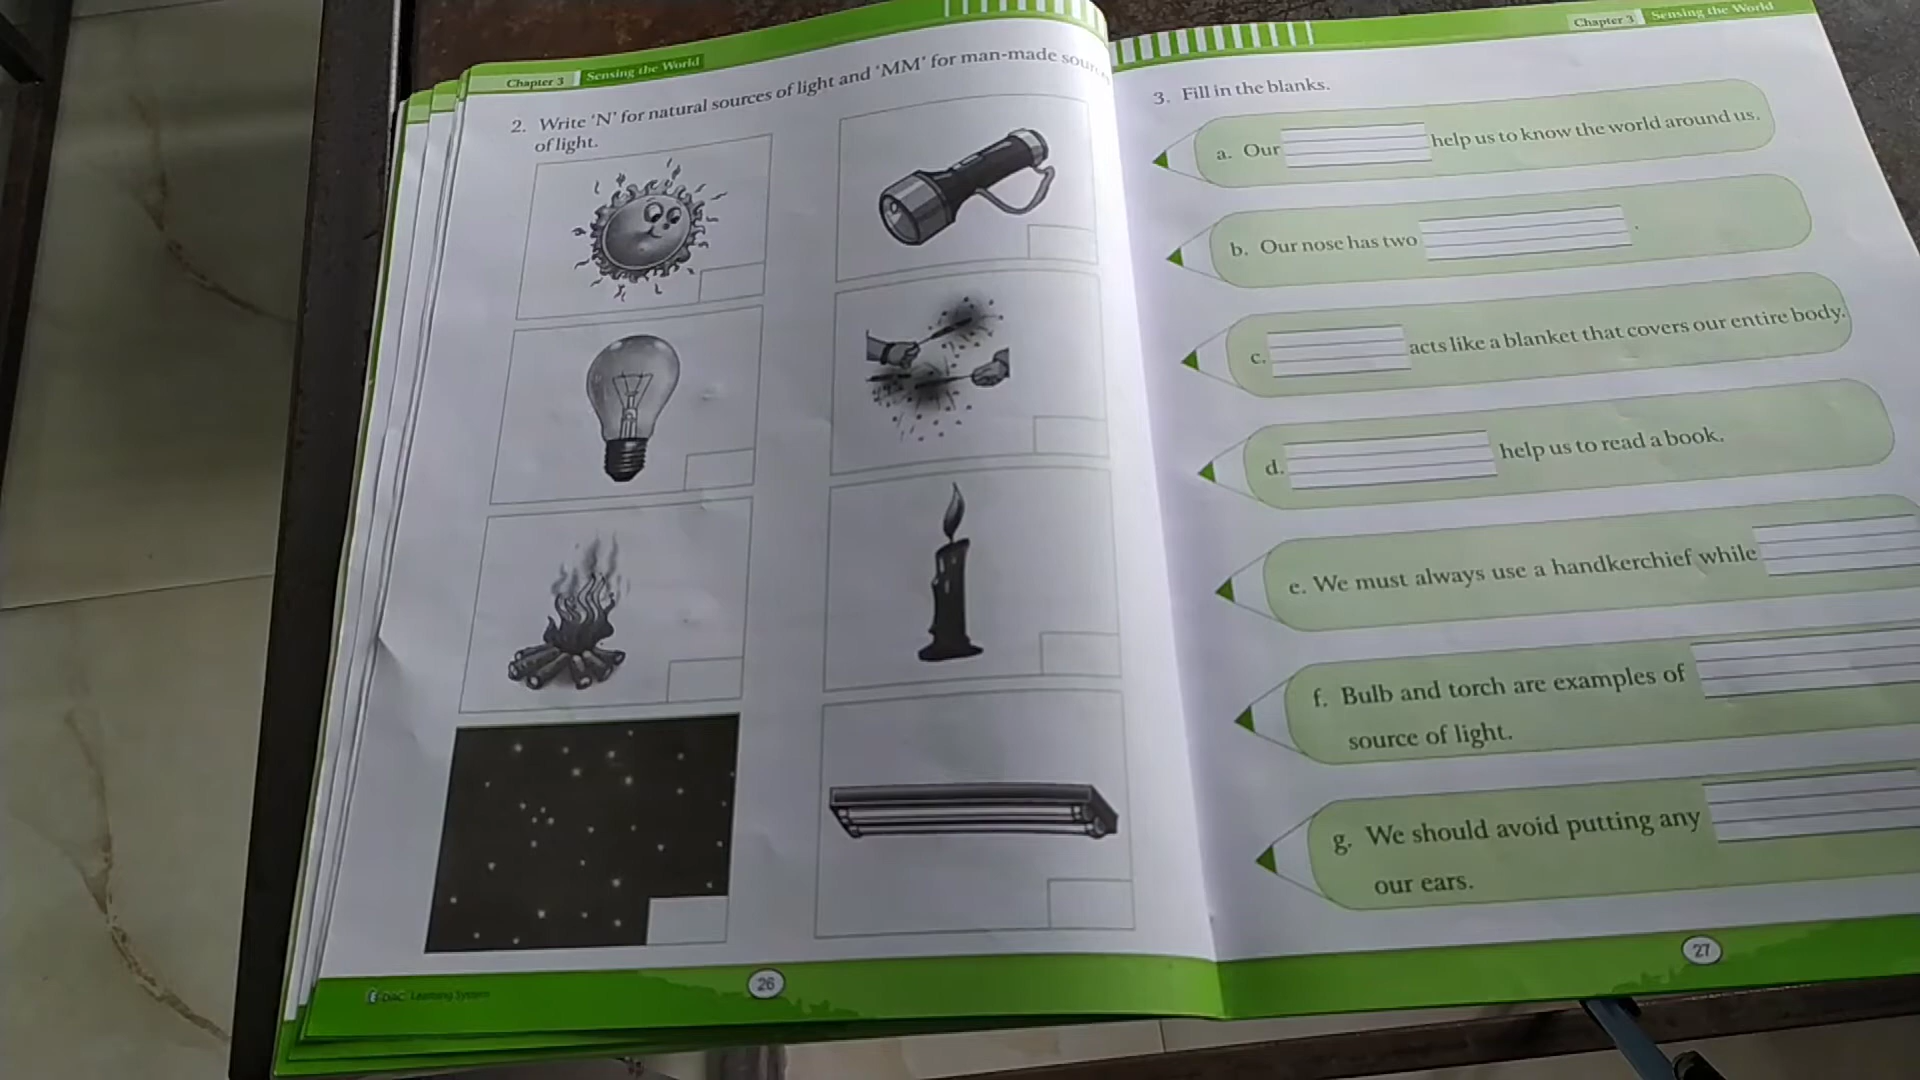 Chapter 3 Sensing the World
2. Write 'N' for natural sources of light and 'MM' for man-made
of light.
DAC Learning System
26
Chapter 3 Sensing the World
3. Fill in the blanks.
a. Our help us to know the world around us.
b. Our nose has two .
c. acts like a blanket that covers our entire body.
d. help us to read a book.
e. We must always use a handkerchief while
f. Bulb and torch are examples of
source of light.
g. We should avoid putting any
our ears.
27